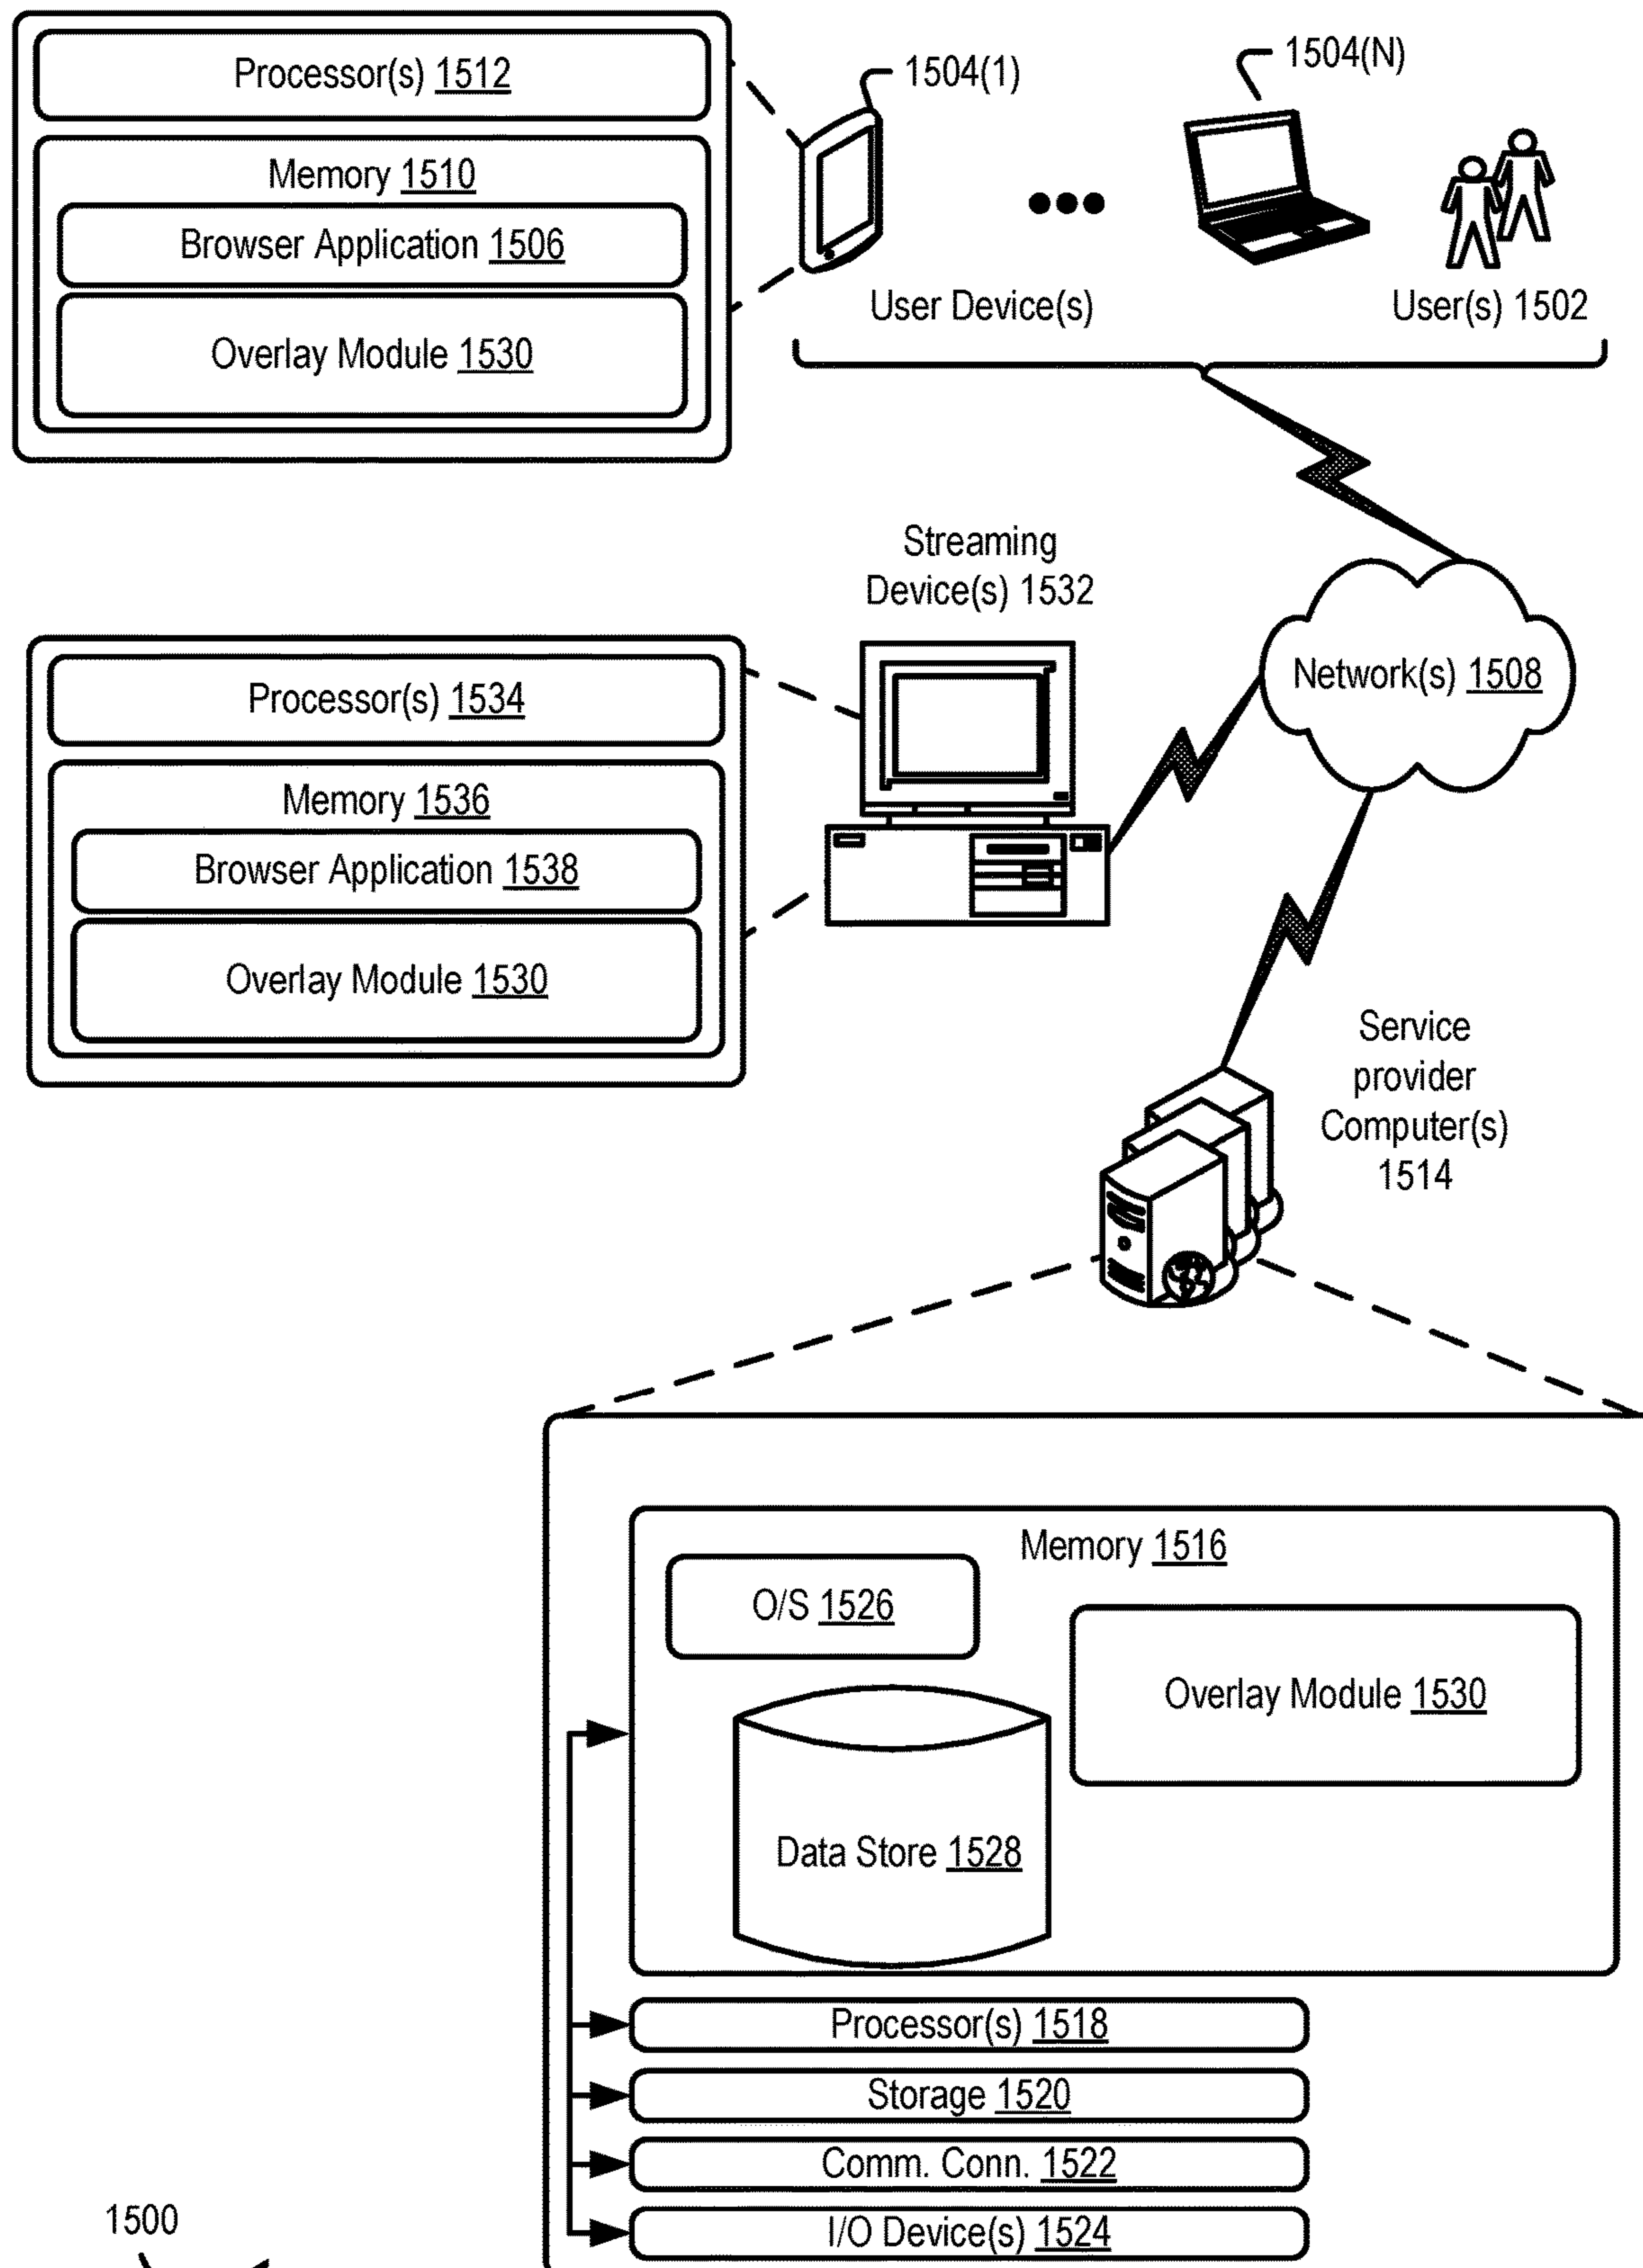 Processor(s) 1512
Memory 1510
Browser Application 1506
Overlay Module 1530
1504(1)
1504(N)
User Device(s)
User(s) 1502
Streaming
Device(s) 1532
Network(s) 1508
Processor(s) 1534
Memory 1536
Browser Application 1538
Overlay Module 1530
Service
provider
Computer(s)
1514
Memory 1516
O/S 1526
Overlay Module 1530
Data Store 1528
Processor(s) 1518
Storage 1520
Comm. Conn. 1522
I/O Device(s) 1524
1500